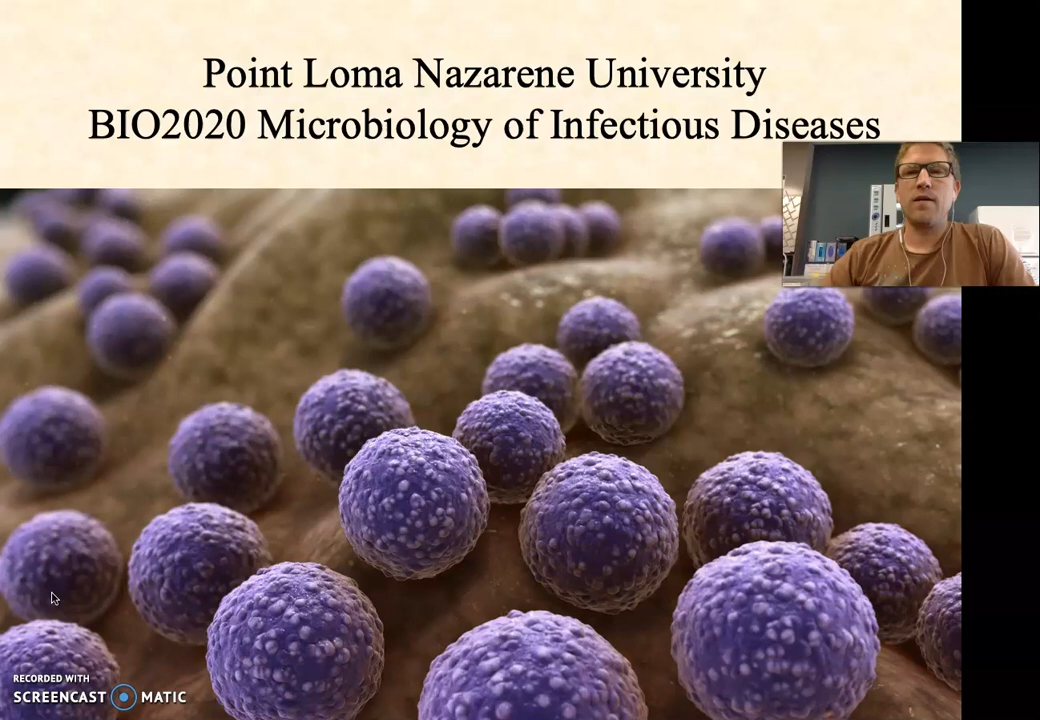 Point Loma Nazarene University
BIO2020 Microbiology of Infectious Diseases
RECORDED WITH
SCREENCAST MATIC